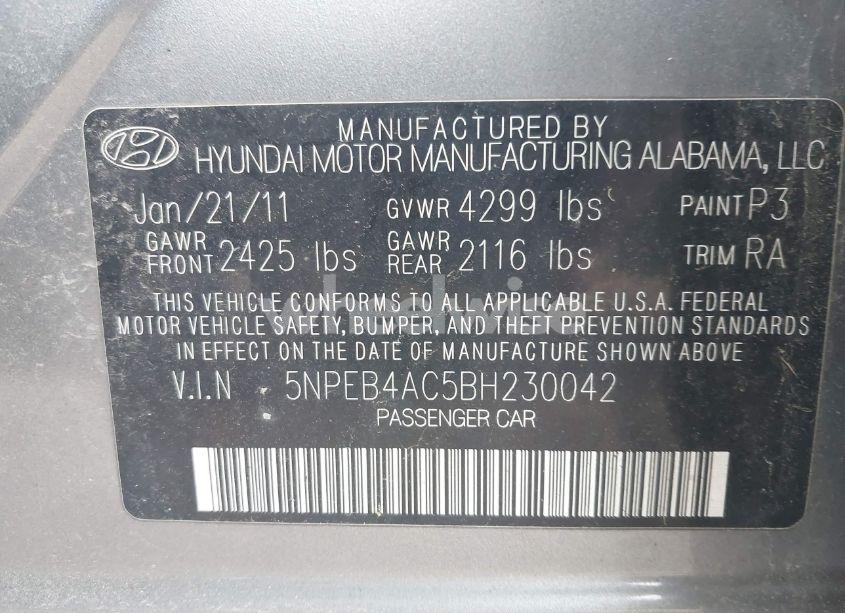 MANUFACTURED BY
HYUNDAI MOTOR MANUFACTURING ALABAMA, LLC
Jan/21/11 GVWR 4299 lbs PAINT P3
GAWR FRONT 2425 lbs GAWR REAR 2116 lbs TRIM RA
THIS VEHICLE CONFORMS TO ALL APPLICABLE U.S.A. FEDERAL
MOTOR VEHICLE SAFETY, BUMPER, AND THEFT PREVENTION STANDARDS
IN EFFECT ON THE DATE OF MANUFACTURE SHOWN ABOVE
V.I.N 5NPEB4AC5BH230042
PASSENGER CAR